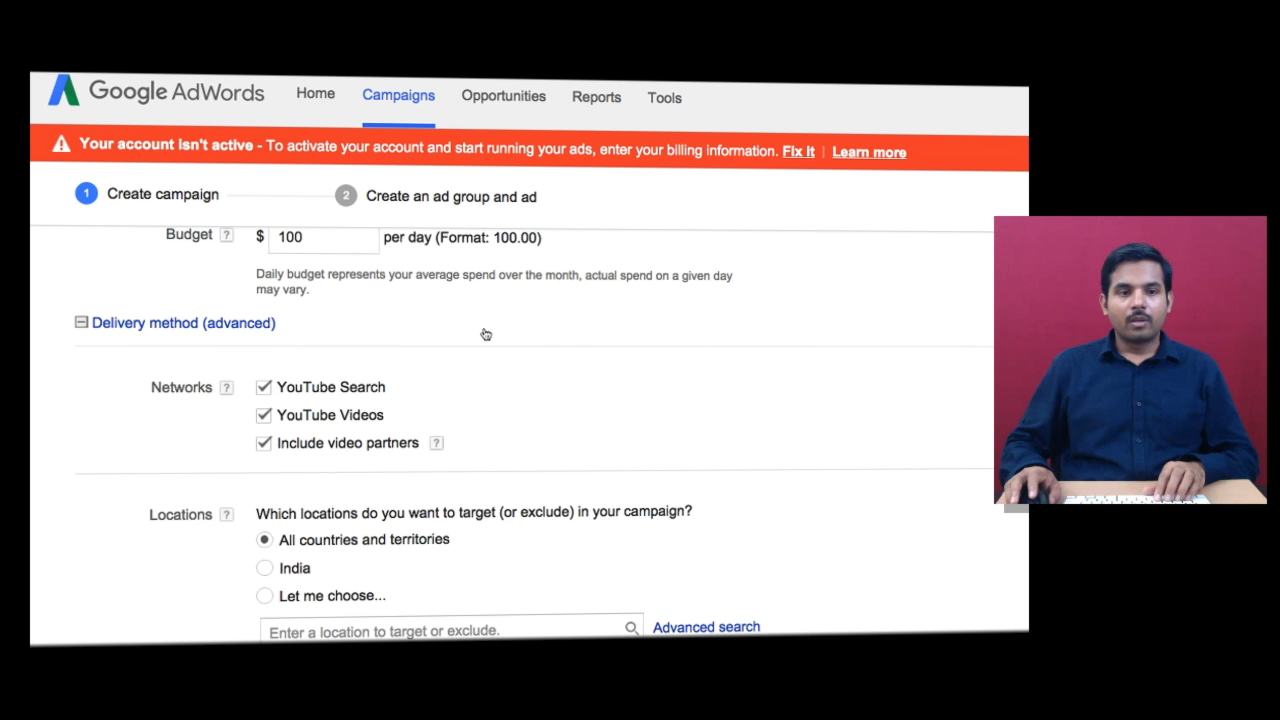 Google AdWords Home Campaigns Opportunities Reports Tools
Your account isn't active - To activate your account and start running your ads, enter your billing information. Fix it | Learn more
1 Create campaign 2 Create an ad group and ad
Budget ? $ 100 per day (Format: 100.00)
Daily budget represents your average spend over the month, actual spend on a given day
may vary.
Delivery method (advanced)
Networks ? YouTube Search
YouTube Videos
Include video partners ?
Locations ? Which locations do you want to target (or exclude) in your campaign?
All countries and territories
India
Let me choose...
Enter a location to target or exclude. Advanced search